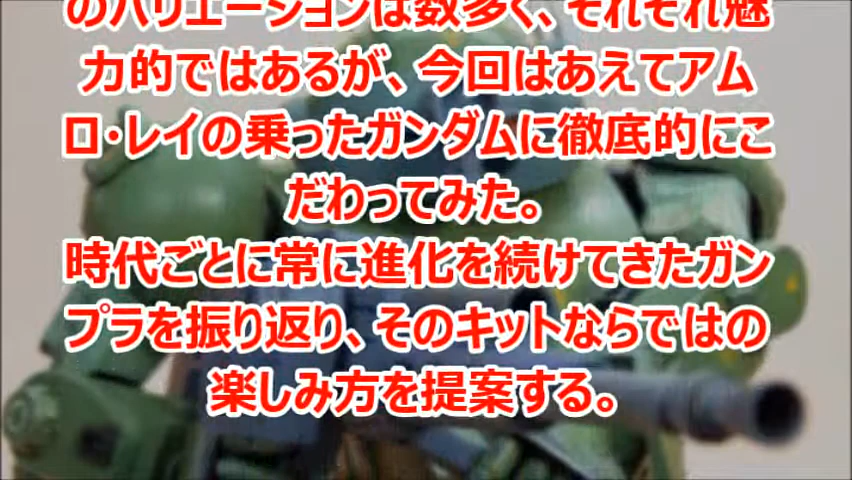 のバリエーションは数多く、それぞれ魅
力的ではあるが、今回はあえてアム
ロ・レイの乗ったガンダムに徹底的にこ
だわってみた。
時代ごとに常に進化を続けてきたガン
プラを振り返り、そのキットならではの
楽しみ方を提案する。